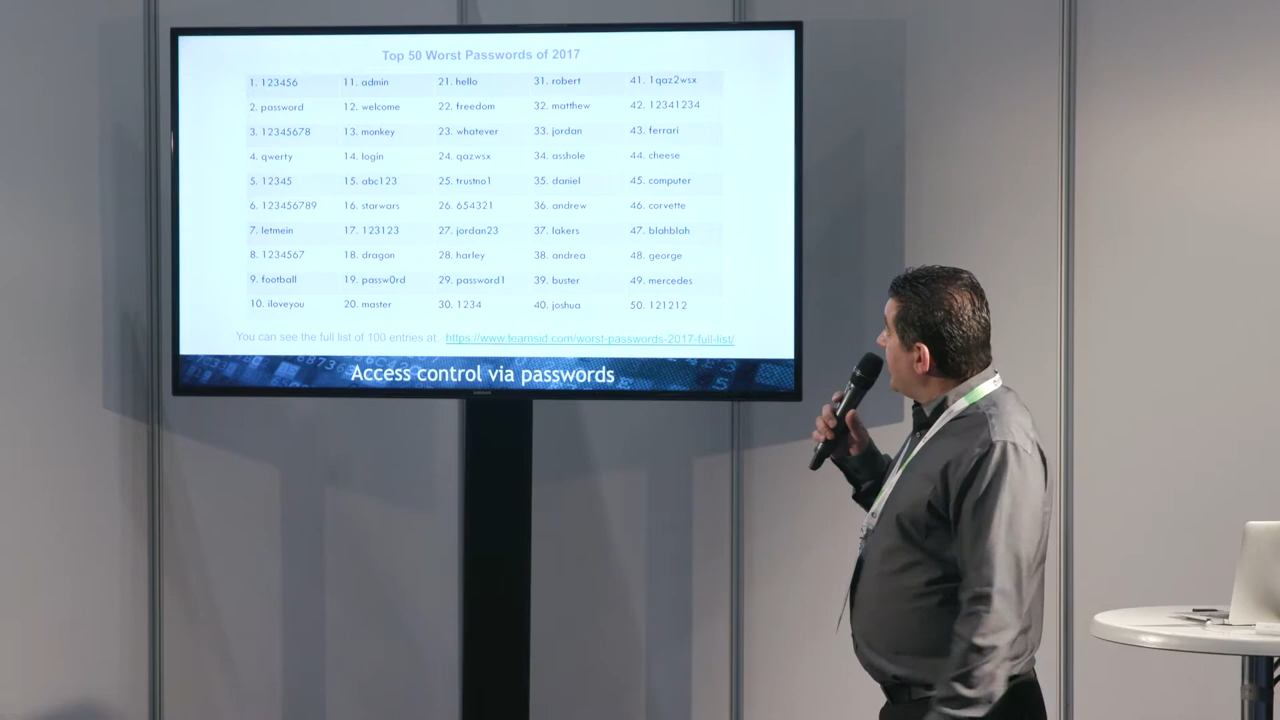 Top 50 Worst Passwords of 2017
1. 123456 11. admin 21. hello 31. robert 41. 1qaz2wsx
2. password 12. welcome 22. freedom 32. matthew 42. 12341234
3. 12345678 13. monkey 23. whatever 33. jordan 43. ferrari
4. qwerty 14. login 24. qazwsx 34. asshole 44. cheese
5. 12345 15. abc123 25. trustno1 35. daniel 45. computer
6. 123456789 16. starwars 26. 654321 36. andrew 46. corvette
7. letmein 17. 123123 27. jordan23 37. lakers 47. blahblah
8. 1234567 18. dragon 28. harley 38. andrea 48. george
9. football 19. passw0rd 29. password1 39. buster 49. mercedes
10. iloveyou 20. master 30. 1234 40. joshua 50. 121212
You can see the full list of 100 entries at: https://www.teamsid.com/worst-passwords-2017-full-list/
Access control via passwords